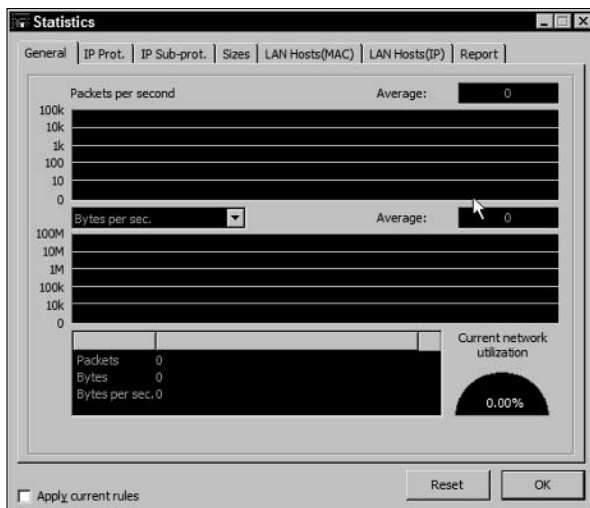 Statistics
General IP Prot. IP Sub-prot. Sizes LAN Hosts(MAC) LAN Hosts(IP) Report
Packets per second Average: 0
100k
10k
1k
100
10
0
Bytes per sec. Average: 0
100M
10M
1M
100k
10k
0
Packets 0
Bytes 0
Bytes per sec. 0
Current network
utilization
0.00%
Reset OK
Apply current rules